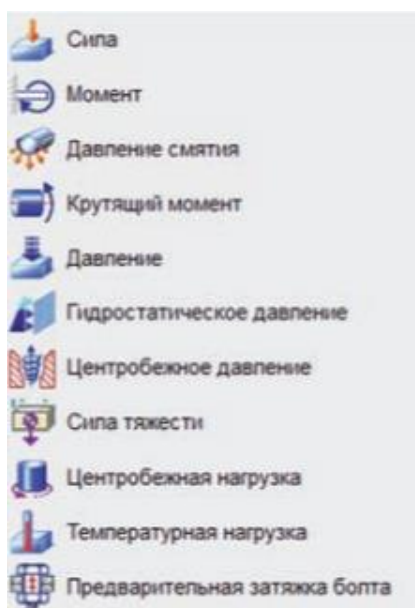 Сила
Момент
Давление смятия
Крутящий момент
Давление
Гидростатическое давление
Центробежное давление
Сила тяжести
Центробежная нагрузка
Температурная нагрузка
Предварительная затяжка болта